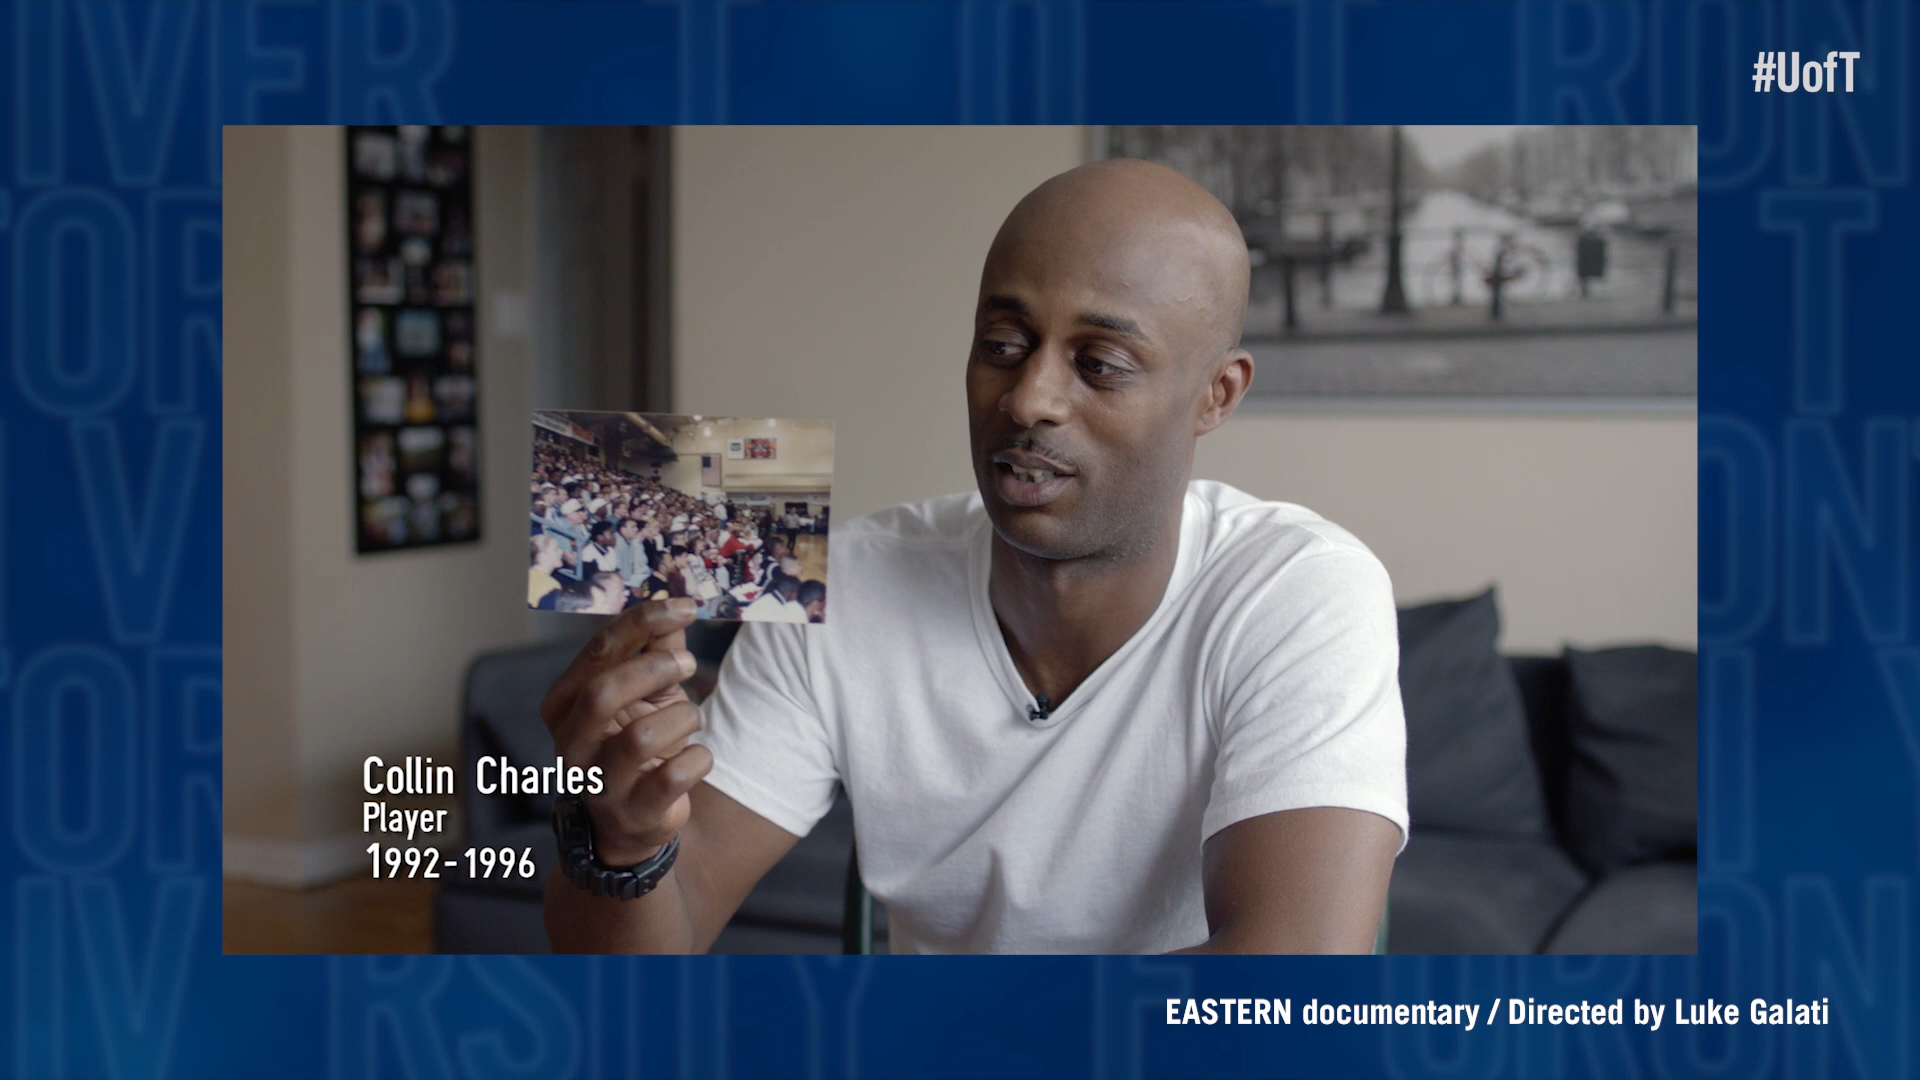 #UofT
Collin Charles
Player
1992-1996
EASTERN documentary / Directed by Luke Galati